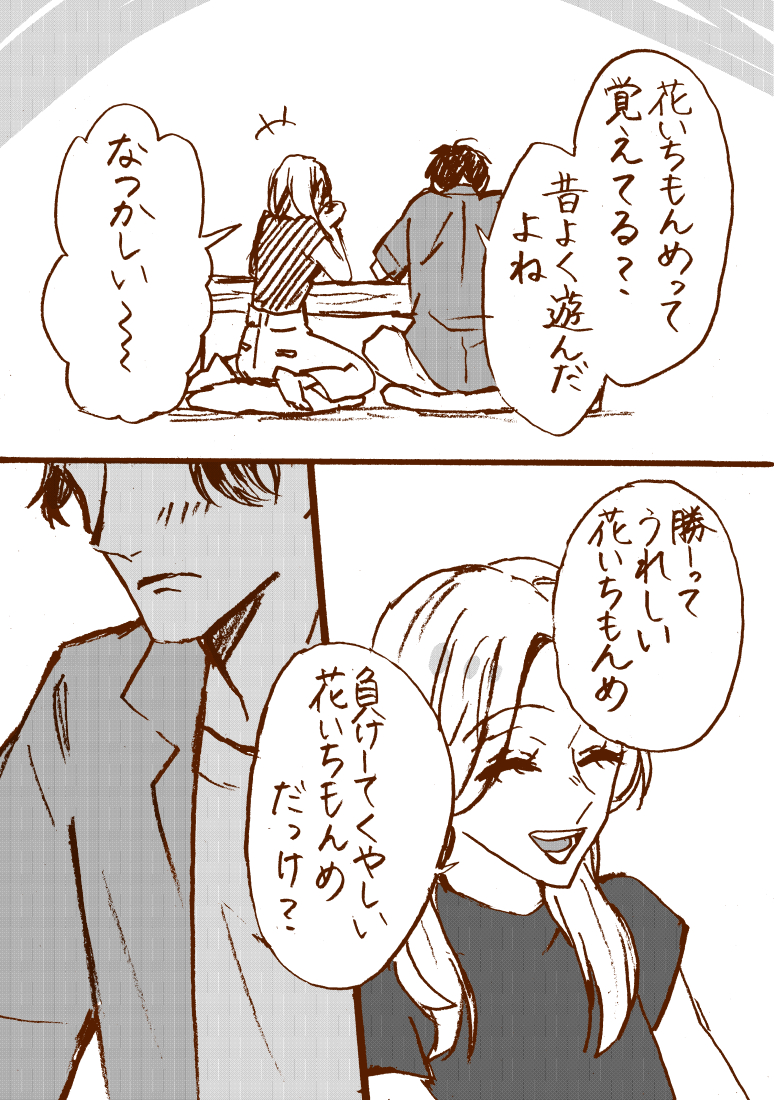 花いちもんめって
覚えてる？
昔よく遊んだ
よね
なつかしい〜〜
勝ーって
うれしい
花いちもんめ
負けーてくやしい
花いちもんめ
だっけ？